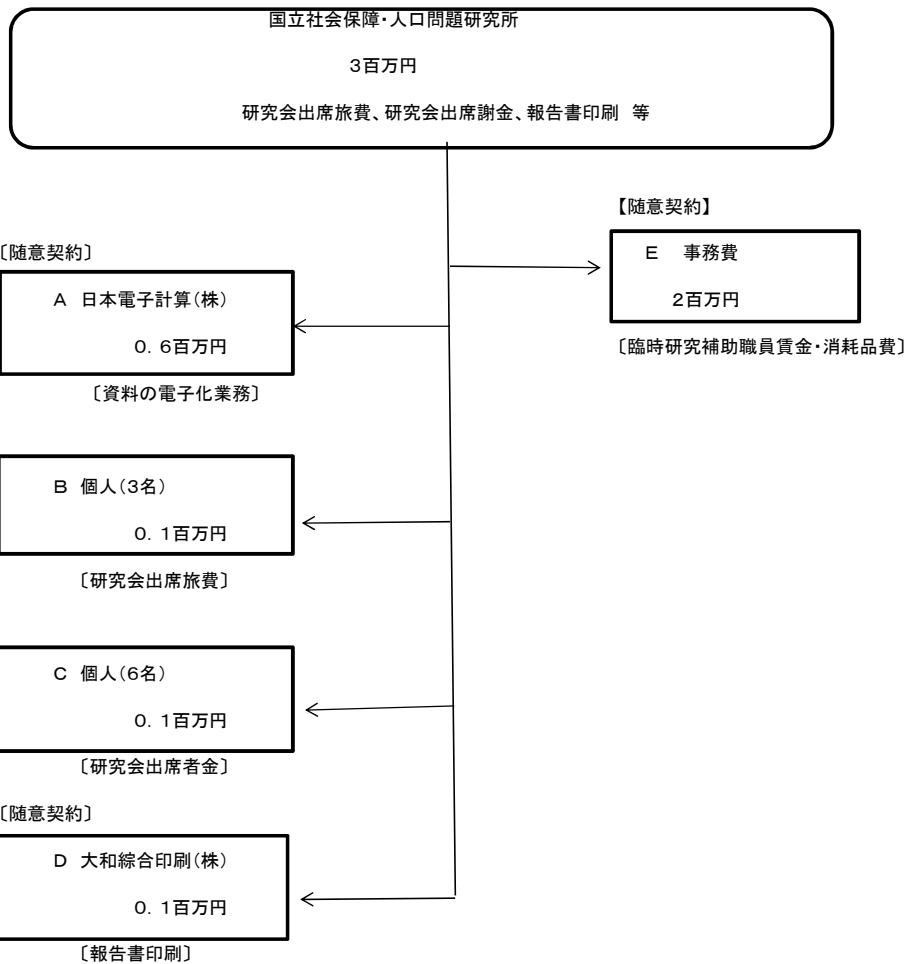 国立社会保障・人口問題研究所
3百万円
研究会出席旅費、研究会出席謝金、報告書印刷 等
【随意契約】
E 事務費
2百万円
〔臨時研究補助職員賃金・消耗品費〕
〔随意契約〕
A 日本電子計算(株)
0.6百万円
〔資料の電子化業務〕
B 個人(3名)
0.1百万円
〔研究会出席旅費〕
C 個人(6名)
0.1百万円
〔研究会出席者金〕
〔随意契約〕
D 大和綜合印刷(株)
0.1百万円
〔報告書印刷〕